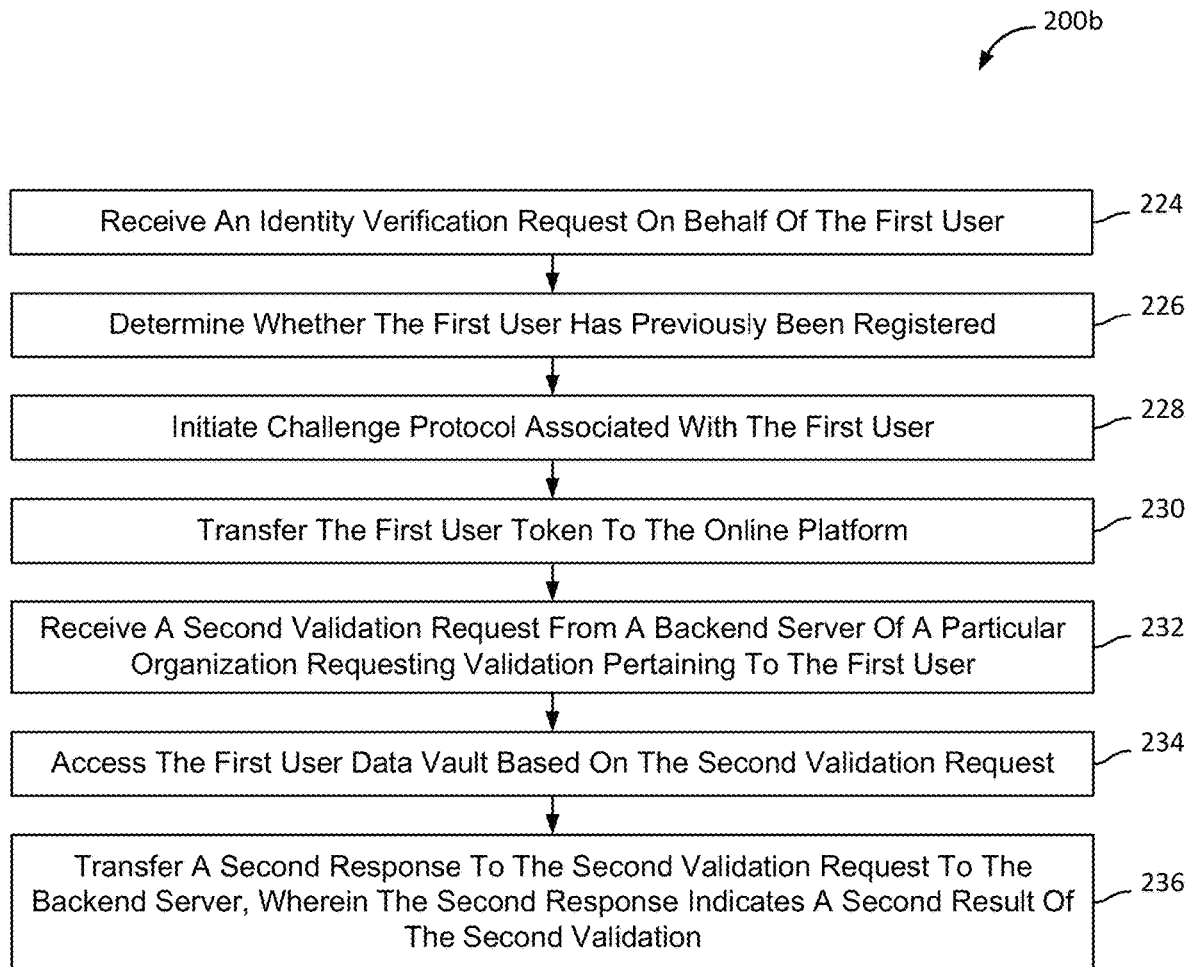 200b
Receive An Identity Verification Request On Behalf Of The First User
224
Determine Whether The First User Has Previously Been Registered
226
Initiate Challenge Protocol Associated With The First User
228
Transfer The First User Token To The Online Platform
230
Receive A Second Validation Request From A Backend Server Of A Particular
Organization Requesting Validation Pertaining To The First User
232
Access The First User Data Vault Based On The Second Validation Request
234
Transfer A Second Response To The Second Validation Request To The
Backend Server, Wherein The Second Response Indicates A Second Result Of
The Second Validation
236